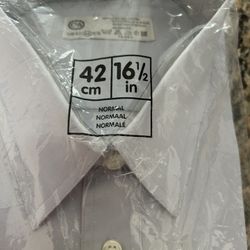 42 16½
cm in
NORMAL
NORMAAL
NORMALE